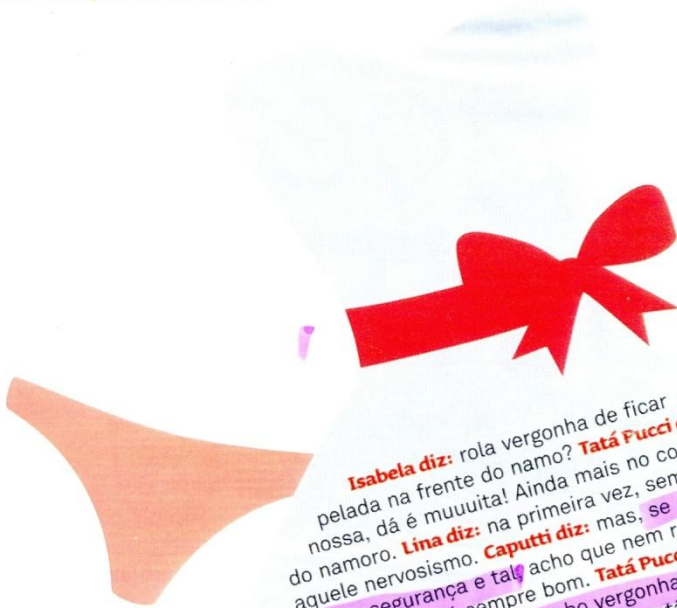 Isabela diz: rola vergonha de ficar
pelada na frente do namo? Tatá Pucci
nossa, dá é muuuita! Ainda mais no co
do namoro. Lina diz: na primeira vez, sem
aquele nervosismo. Caputti diz: mas, se
segurança e tal, acho que nem r
sempre bom. Tatá Pucc
vergonha